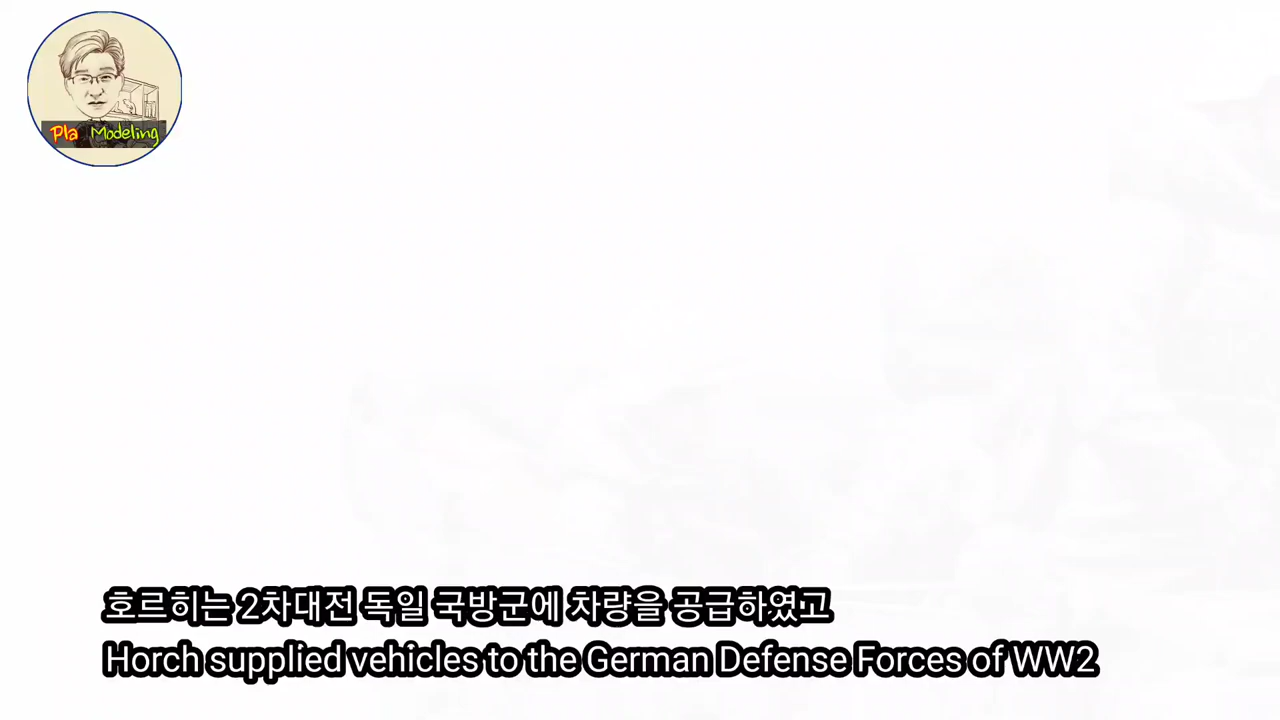 Pla Modeling
호르히는 2차대전 독일 국방군에 차량을 공급하였고
Horch supplied vehicles to the German Defense Forces of WW2